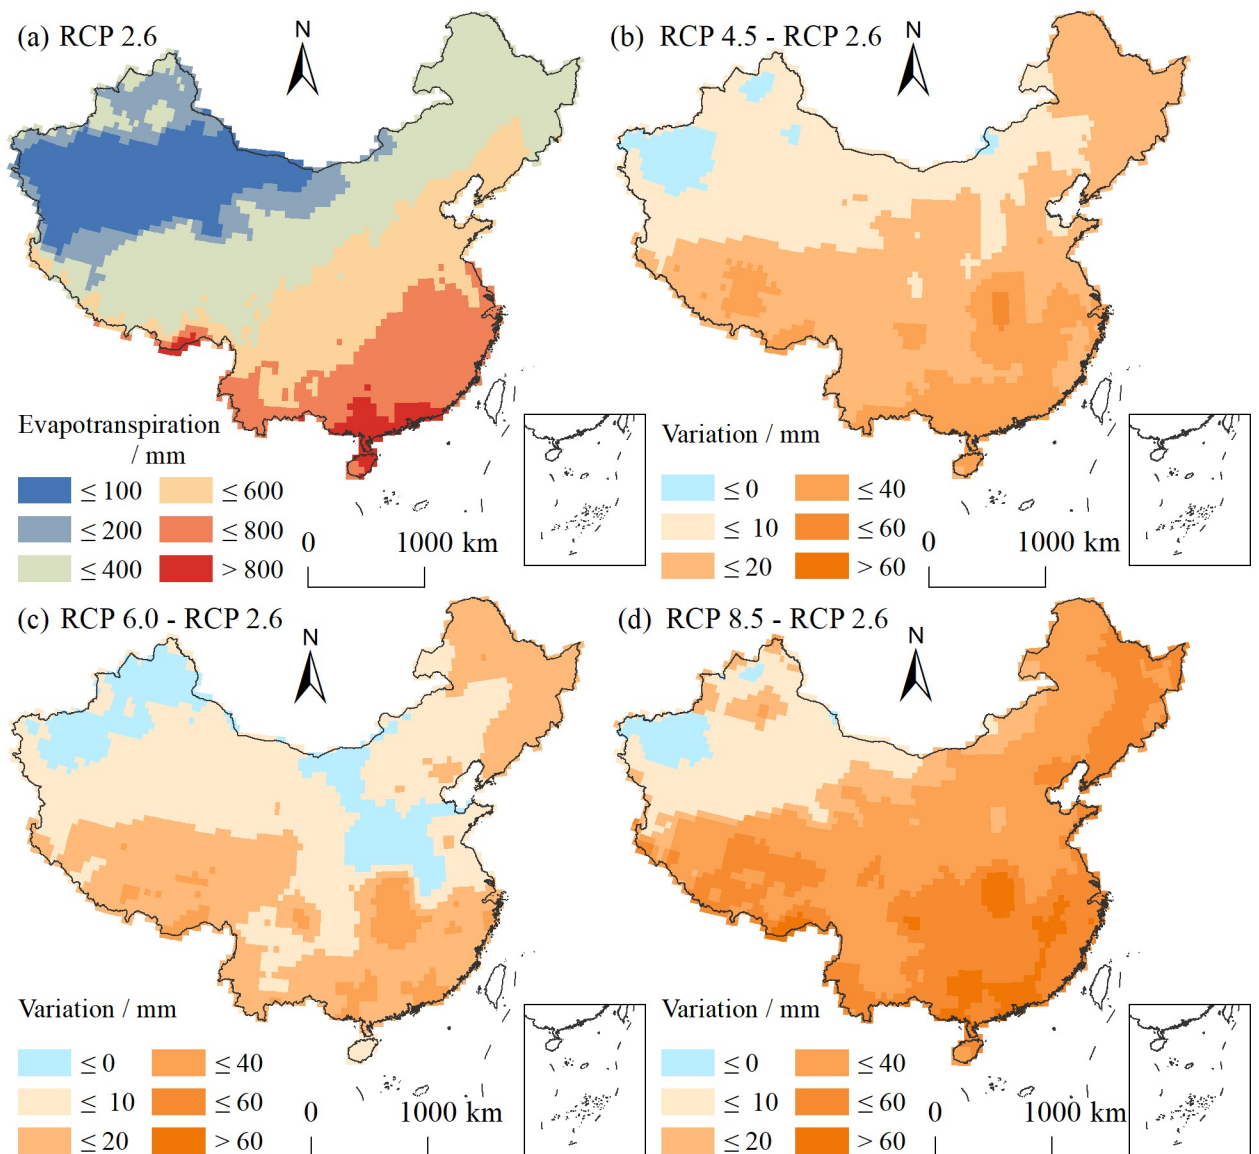 (a) RCP 2.6
N
Evapotranspiration
/ mm
≤ 100
≤ 600
≤ 200
≤ 800
≤ 400
> 800
0 1000 km
(b) RCP 4.5 - RCP 2.6
N
Variation / mm
≤ 0
≤ 40
≤ 10
≤ 60
≤ 20
> 60
0 1000 km
(c) RCP 6.0 - RCP 2.6
N
Variation / mm
≤ 0
≤ 40
≤ 10
≤ 60
≤ 20
> 60
0 1000 km
(d) RCP 8.5 - RCP 2.6
N
Variation / mm
≤ 0
≤ 40
≤ 10
≤ 60
≤ 20
> 60
0 1000 km